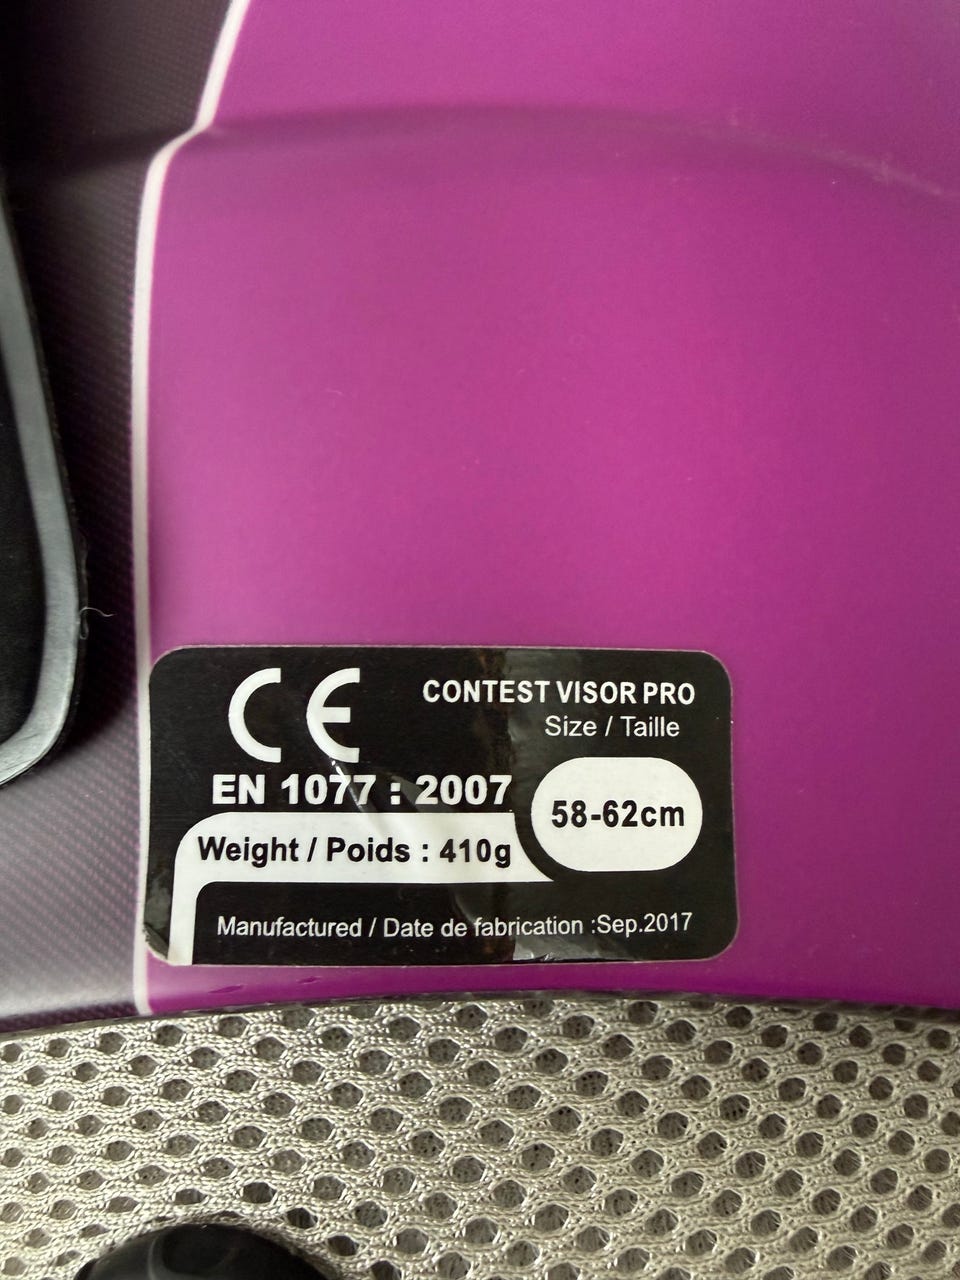 CE
CONTEST VISOR PRO
Size / Taille
EN 1077 : 2007
58-62cm
Weight / Poids : 410g
Manufactured / Date de fabrication :Sep.2017